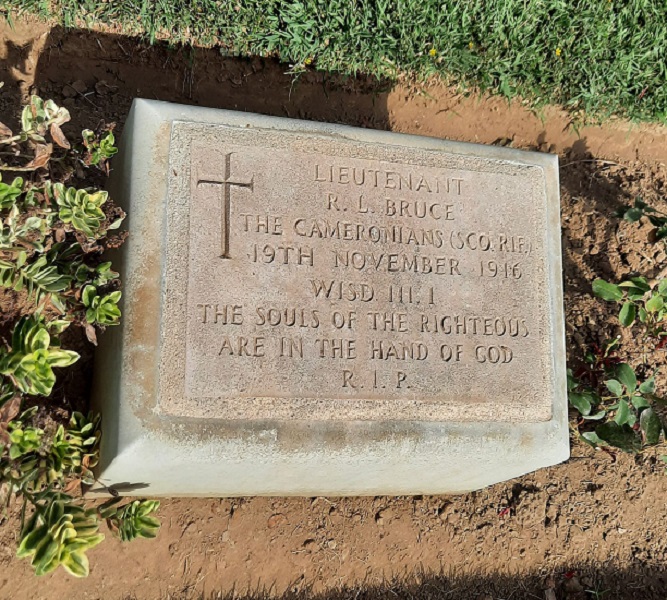 LIEUTENANT
R. L. BRUCE
THE CAMERONIANS (SCO. RIF.)
19TH NOVEMBER 1916
WISD III. I
THE SOULS OF THE RIGHTEOUS
ARE IN THE HAND OF GOD
R. I. P.